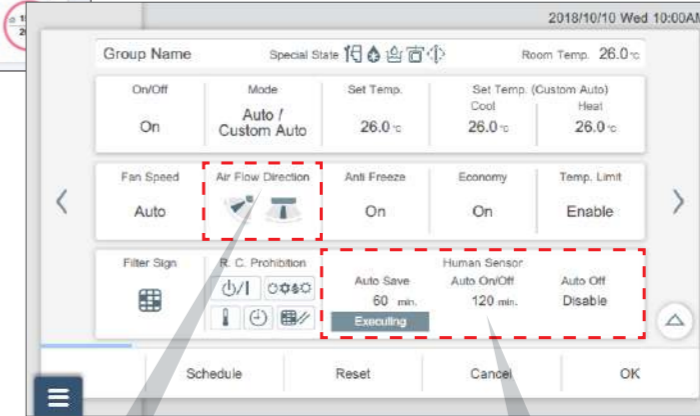 2018/10/10 Wed 10:00AM
Group Name Special State Room Temp. 26.0 °C
On/Off Mode Set Temp. Set Temp. (Custom Auto)
Cool Heat
On Auto / Custom Auto 26.0 °C 26.0 °C 26.0 °C
Fan Speed Air Flow Direction Anti Freeze Economy Temp. Limit
Auto On On Enable
Filter Sign R. C. Prohibition Human Sensor
Auto Save Auto On/Off Auto Off
60 min. 120 min. Disable
Executing
Schedule Reset Cancel OK